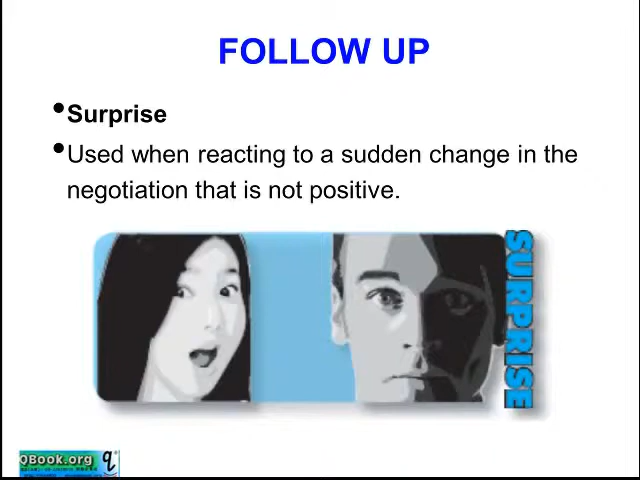 FOLLOW UP
•Surprise
•Used when reacting to a sudden change in the
negotiation that is not positive.
SURPRISE
QBook.org q